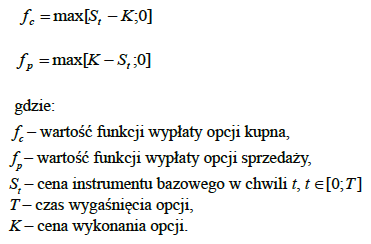 f_c = max[S_t − K;0]
f_p = max[K − S_t;0]
gdzie:
f_c – wartość funkcji wypłaty opcji kupna,
f_p – wartość funkcji wypłaty opcji sprzedaży,
S_t – cena instrumentu bazowego w chwili t, t ∈[0;T]
T – czas wygaśnięcia opcji,
K – cena wykonania opcji.